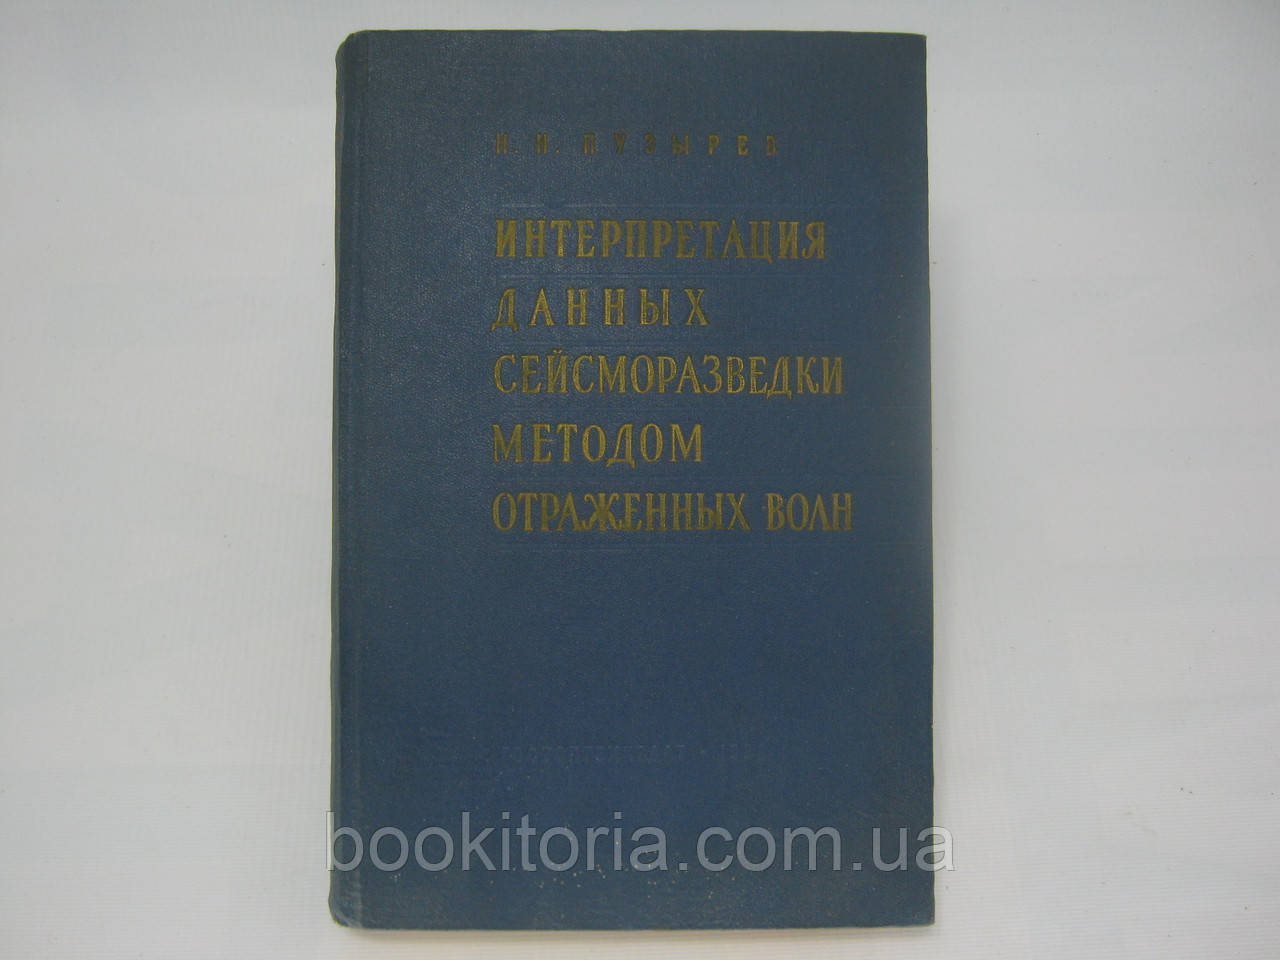 Н. Н. ПУЗЫРЕВ
ИНТЕРПРЕТАЦИЯ
ДАННЫХ
СЕЙСМОРАЗВЕДКИ
МЕТОДОМ
ОТРАЖЕННЫХ ВОЛН
bookitoria.com.ua